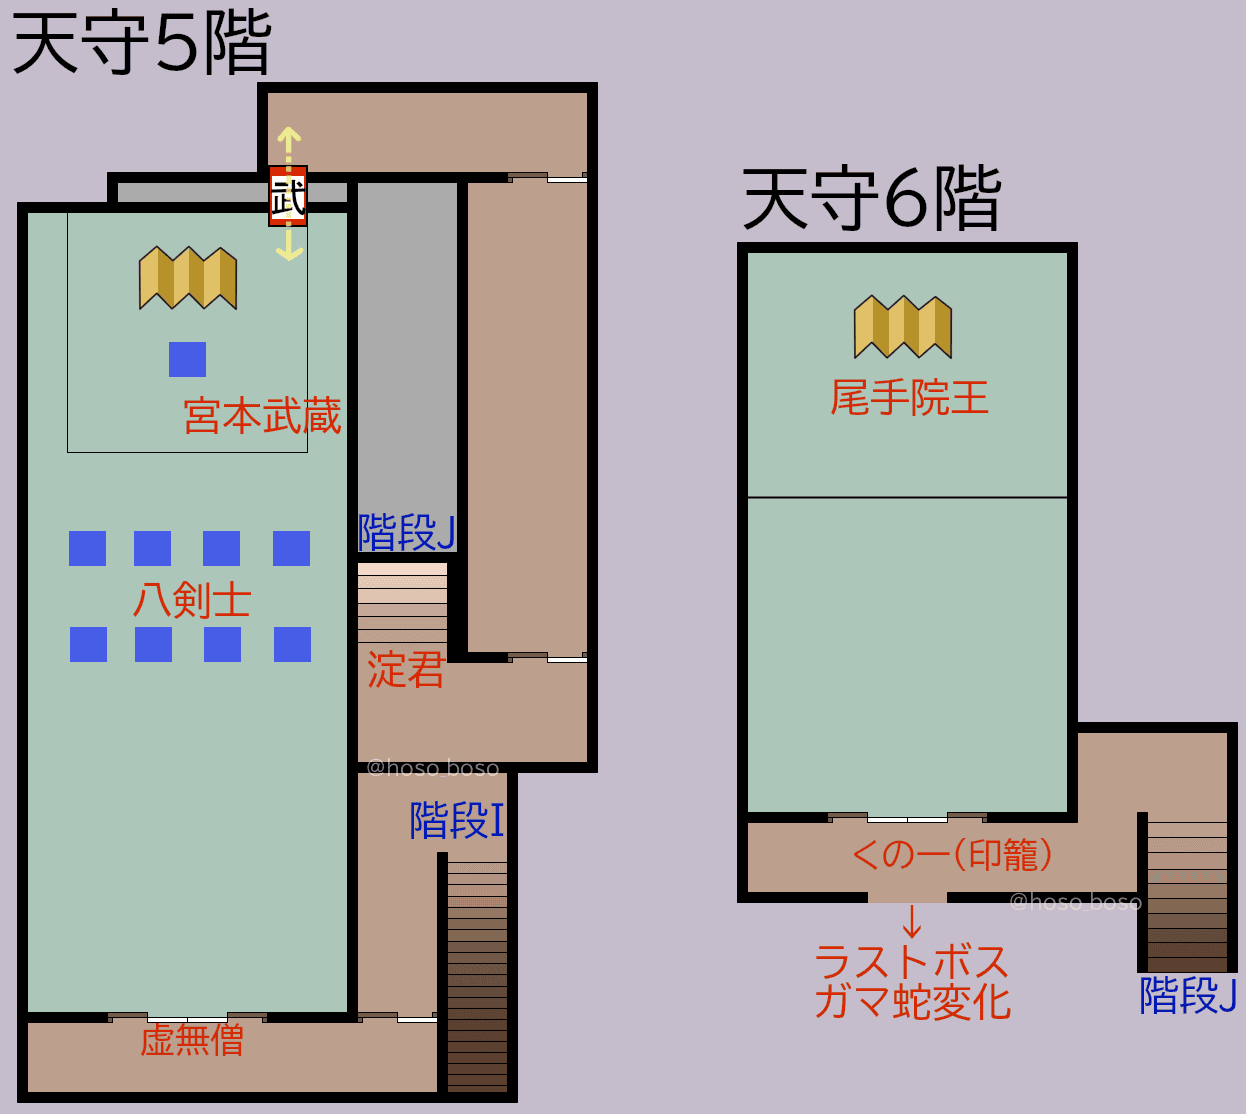 天守5階
武
宮本武蔵
階段J
八剣士
淀君
@hoso_boso
階段I
虚無僧
天守6階
尾手院王
くの一(印籠)
@hoso_boso
↓
ラストボス
ガマ蛇変化
階段J